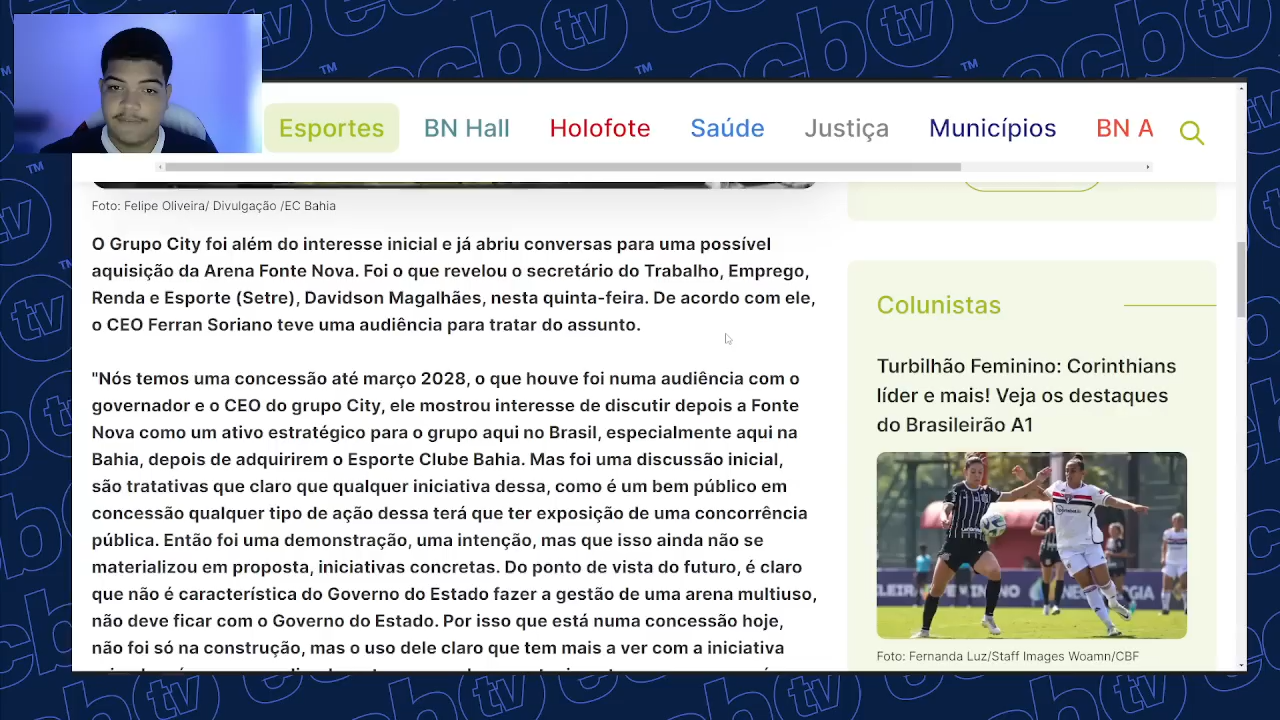 Esportes BN Hall Holofote Saúde Justiça Municípios BN A
Foto: Felipe Oliveira/ Divulgação /EC Bahia
O Grupo City foi além do interesse inicial e já abriu conversas para uma possível
aquisição da Arena Fonte Nova. Foi o que revelou o secretário do Trabalho, Emprego,
Renda e Esporte (Setre), Davidson Magalhães, nesta quinta-feira. De acordo com ele,
o CEO Ferran Soriano teve uma audiência para tratar do assunto.
"Nós temos uma concessão até março 2028, o que houve foi numa audiência com o
governador e o CEO do grupo City, ele mostrou interesse de discutir depois a Fonte
Nova como um ativo estratégico para o grupo aqui no Brasil, especialmente aqui na
Bahia, depois de adquirirem o Esporte Clube Bahia. Mas foi uma discussão inicial,
são tratativas que claro que qualquer iniciativa dessa, como é um bem público em
concessão qualquer tipo de ação dessa terá que ter exposição de uma concorrência
pública. Então foi uma demonstração, uma intenção, mas que isso ainda não se
materializou em proposta, iniciativas concretas. Do ponto de vista do futuro, é claro
que não é característica do Governo do Estado fazer a gestão de uma arena multiuso,
não deve ficar com o Governo do Estado. Por isso que está numa concessão hoje,
não foi só na construção, mas o uso dele claro que tem mais a ver com a iniciativa
Colunistas
Turbilhão Feminino: Corinthians
líder e mais! Veja os destaques
do Brasileirão A1
Foto: Fernanda Luz/Staff Images Woamn/CBF
ecb tv
TM